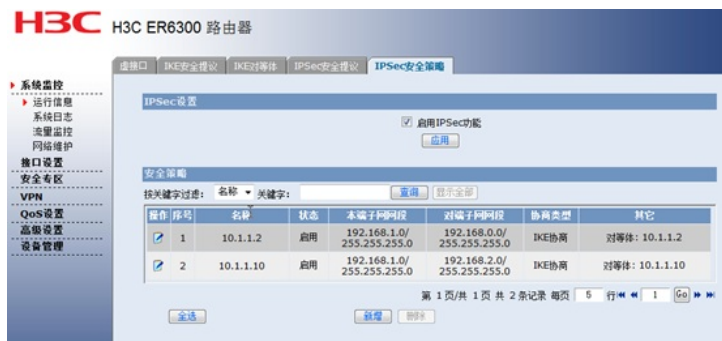 H3C H3C ER6300 路由器
虚接口 IKE安全提议 IKE对等体 IPSec安全提议 IPSec安全策略
系统监控
运行信息
系统日志
流量监控
网络维护
接口设置
安全专区
VPN
QoS设置
高级设置
设备管理
IPSec设置
启用IPSec功能
应用
安全策略
按关键字过滤： 名称 关键字： 查询 显示全部
操作 序号 名称 状态 本端子网网段 对端子网网段 协商类型 其它
1 10.1.1.2 启用 192.168.1.0/ 255.255.255.0 192.168.0.0/ 255.255.255.0 IKE协商 对等体：10.1.1.2
2 10.1.1.10 启用 192.168.1.0/ 255.255.255.0 192.168.2.0/ 255.255.255.0 IKE协商 对等体：10.1.1.10
第 1 页/共 1 页 共 2 条记录 每页 5 行 1 Go
全选 新增 删除